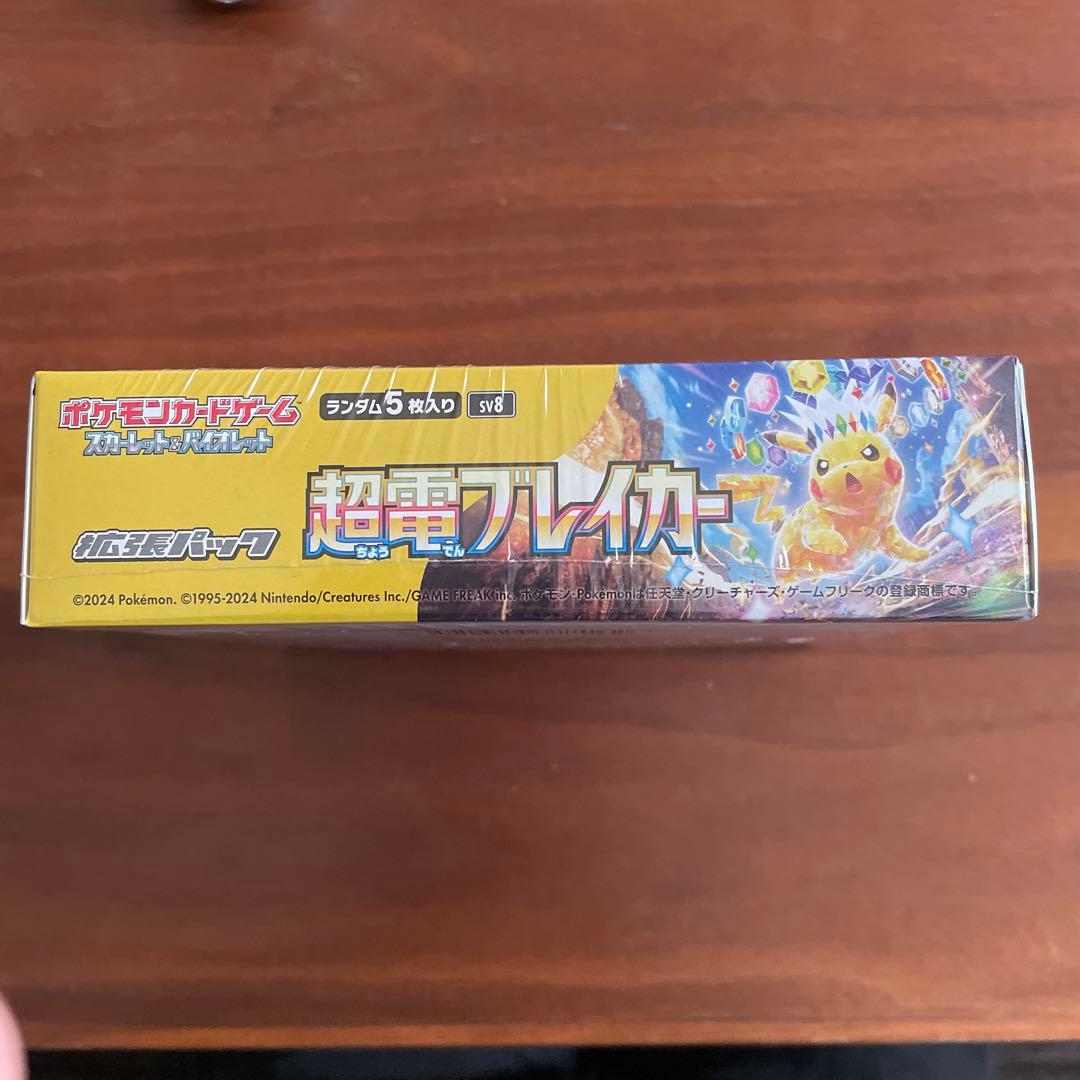 ポケモンカードゲーム™
スカーレット&バイオレット
ランダム5枚入り
SV8
拡張パック
超電ブレイカー
ちょう でん
©2024 Pokémon. ©1995-2024 Nintendo/Creatures Inc./GAME FREAK inc. ポケモン・Pokémonは任天堂・クリーチャーズ・ゲームフリークの登録商標です。